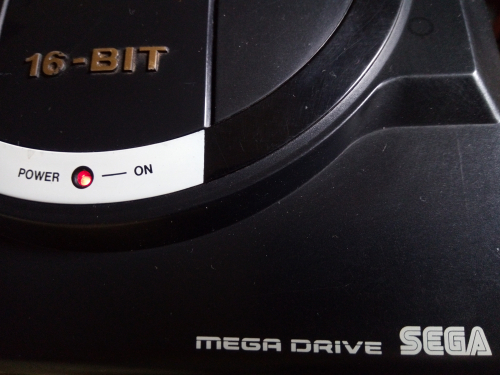 16-BIT
POWER — ON
MEGA DRIVE SEGA